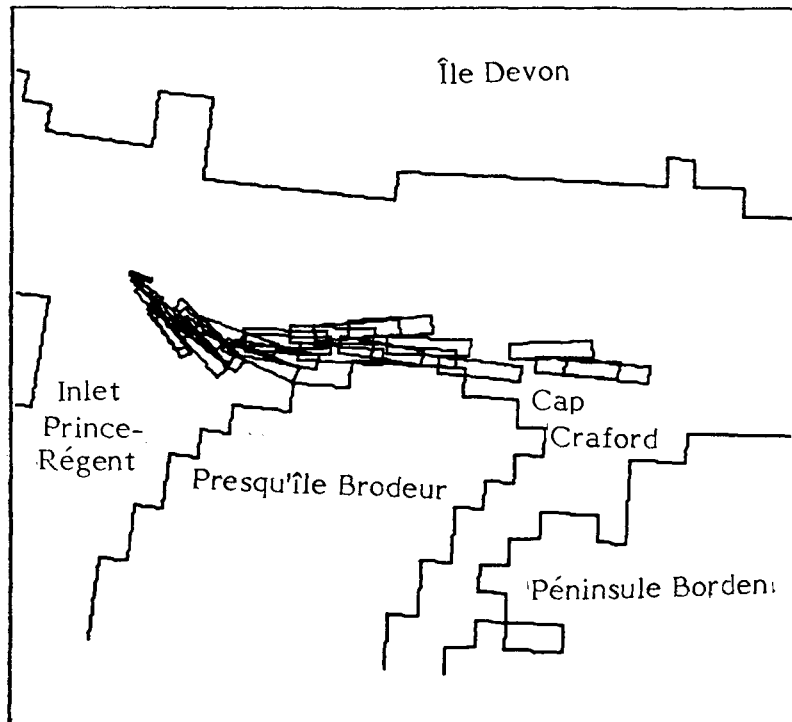 Île Devon
Inlet
Prince-
Régent
Cap
Craford
Presqu'île Brodeur
Péninsule Borden